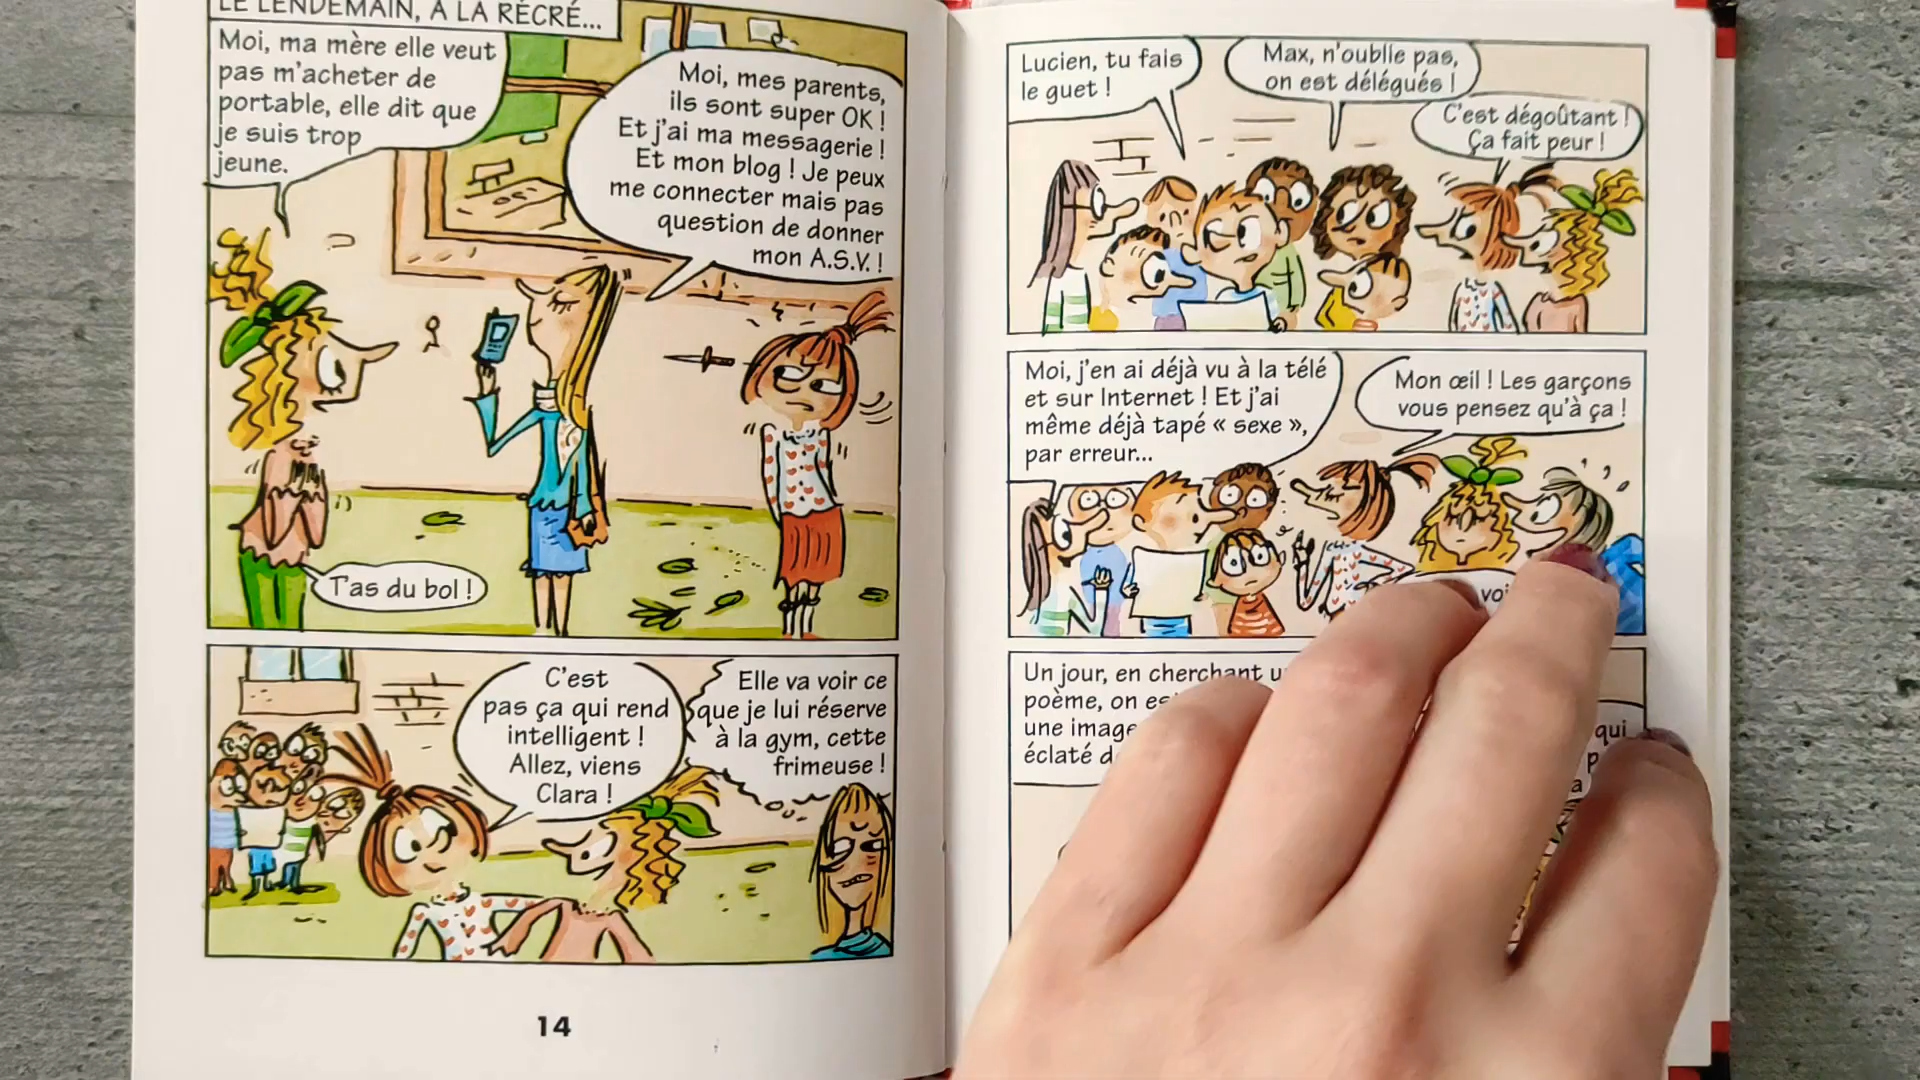 LE LENDEMAIN, À LA RÉCRÉ...
Moi, ma mère elle veut
pas m'acheter de
portable, elle dit que
je suis trop
jeune.
Moi, mes parents,
ils sont super OK !
Et j'ai ma messagerie !
Et mon blog ! Je peux
me connecter mais pas
question de donner
mon A.S.V. !
T'as du bol !
C'est
pas ça qui rend
intelligent !
Allez, viens
Clara !
Elle va voir ce
que je lui réserve
à la gym, cette
frimeuse !
14
Lucien, tu fais
le guet !
Max, n'oublie pas,
on est délégués !
C'est dégoûtant !
Ça fait peur !
Moi, j'en ai déjà vu à la télé
et sur Internet ! Et j'ai
même déjà tapé « sexe »,
par erreur...
Mon œil ! Les garçons
vous pensez qu'à ça !
Un jour, en cherchant
poème, on
une image
éclaté
qui